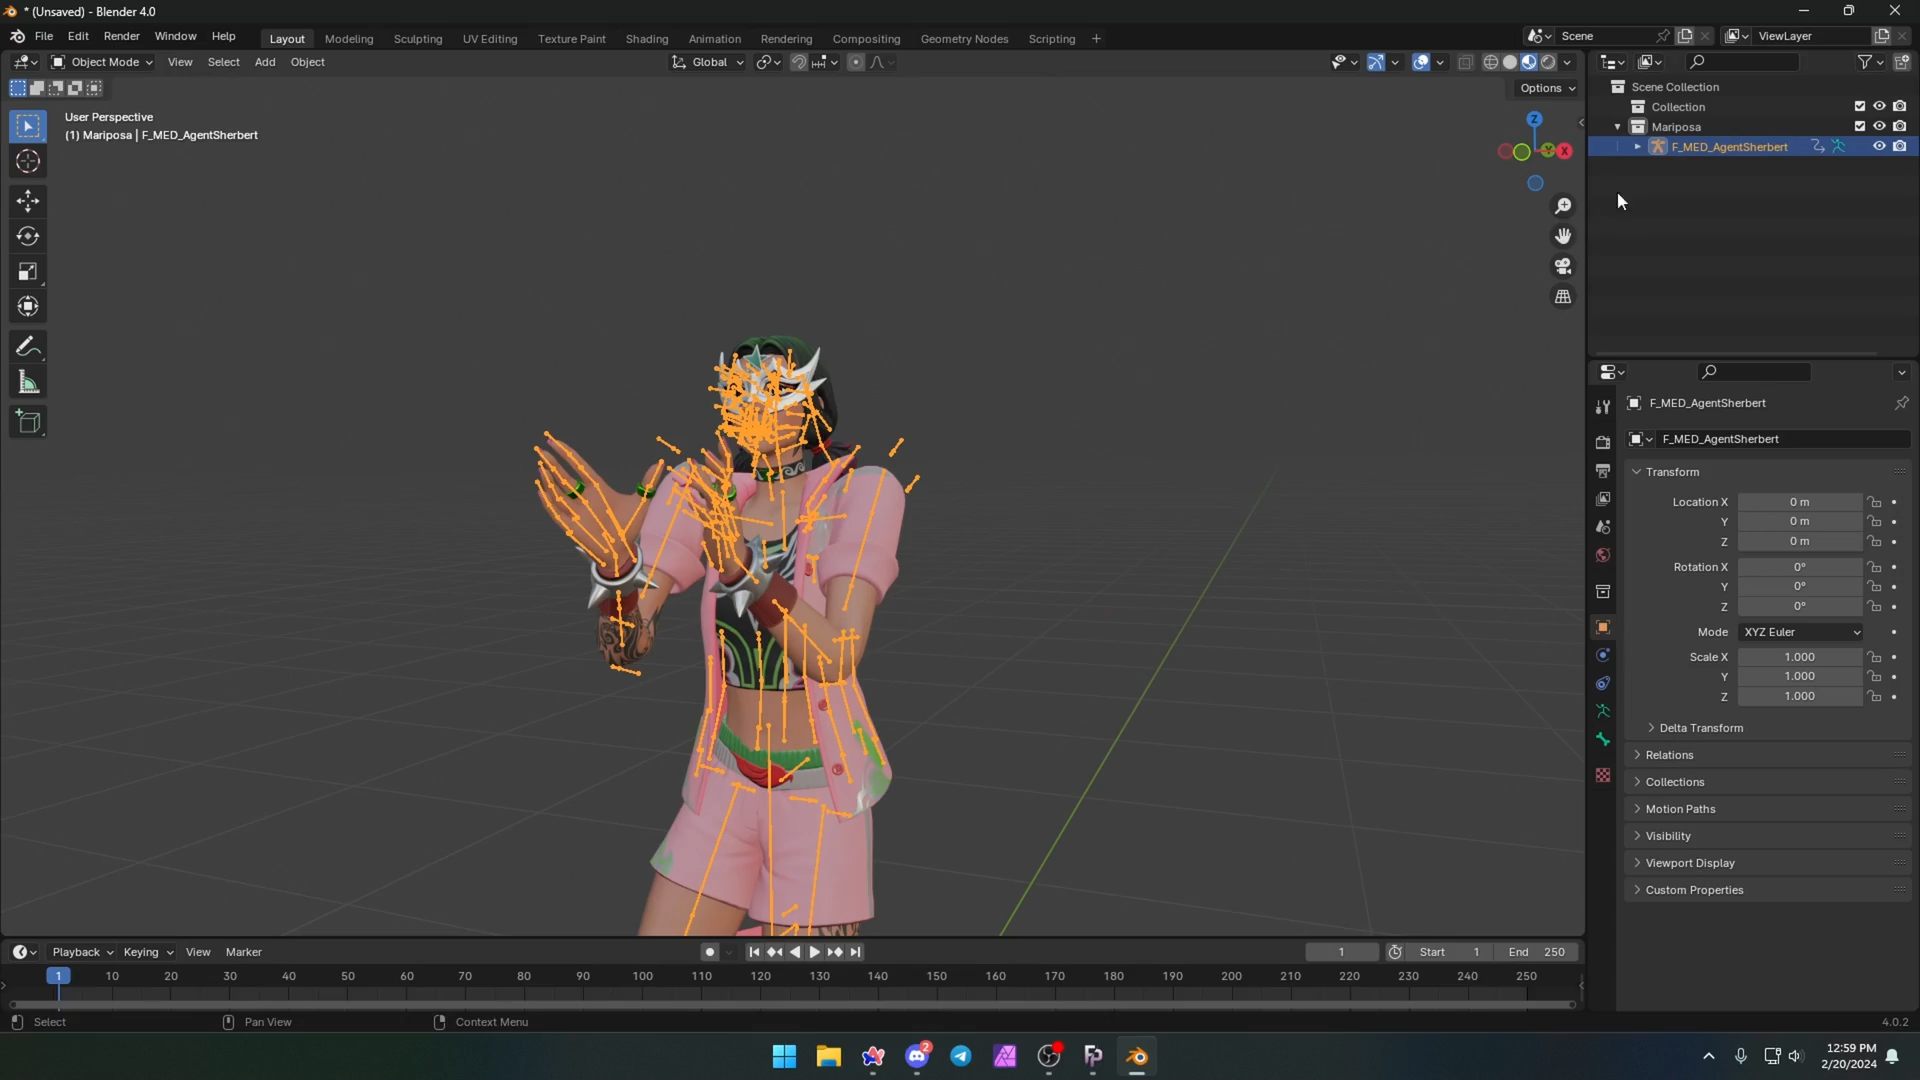 * (Unsaved) - Blender 4.0
File Edit Render Window Help
Layout Modeling Sculpting UV Editing Texture Paint Shading Animation Rendering Compositing Geometry Nodes Scripting +
Scene
ViewLayer
Object Mode View Select Add Object
Global
Options
User Perspective
(1) Mariposa | F_MED_AgentSherbert
Z
Y
X
Scene Collection
Collection
Mariposa
F_MED_AgentSherbert
F_MED_AgentSherbert
F_MED_AgentSherbert
Transform
Location X 0 m
Y 0 m
Z 0 m
Rotation X 0°
Y 0°
Z 0°
Mode XYZ Euler
Scale X 1.000
Y 1.000
Z 1.000
Delta Transform
Relations
Collections
Motion Paths
Visibility
Viewport Display
Custom Properties
Playback Keying View Marker
1
Start 1
End 250
1 10 20 30 40 50 60 70 80 90 100 110 120 130 140 150 160 170 180 190 200 210 220 230 240 250
Select
Pan View
Context Menu
4.0.2
2
12:59 PM
2/20/2024